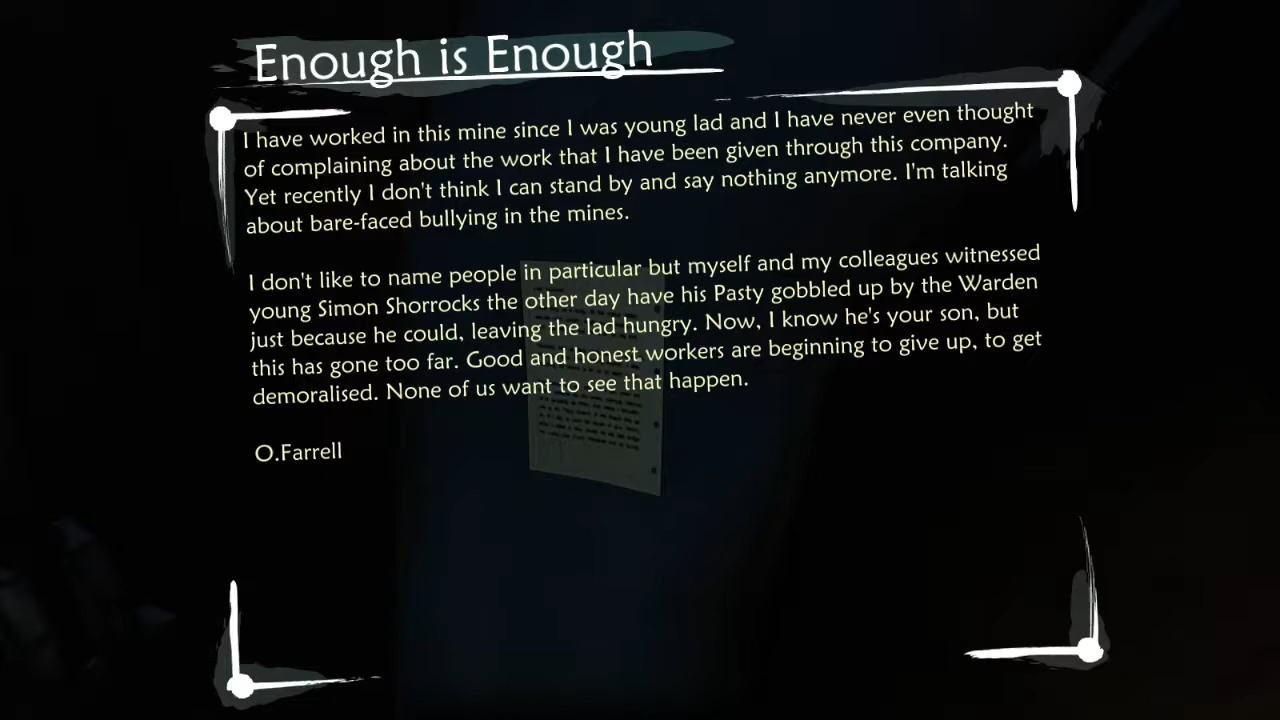 Enough is Enough
I have worked in this mine since I was young lad and I have never even thought
of complaining about the work that I have been given through this company.
Yet recently I don't think I can stand by and say nothing anymore. I'm talking
about bare-faced bullying in the mines.
I don't like to name people in particular but myself and my colleagues witnessed
young Simon Shorrocks the other day have his Pasty gobbled up by the Warden
just because he could, leaving the lad hungry. Now, I know he's your son, but
this has gone too far. Good and honest workers are beginning to give up, to get
demoralised. None of us want to see that happen.
O.Farrell